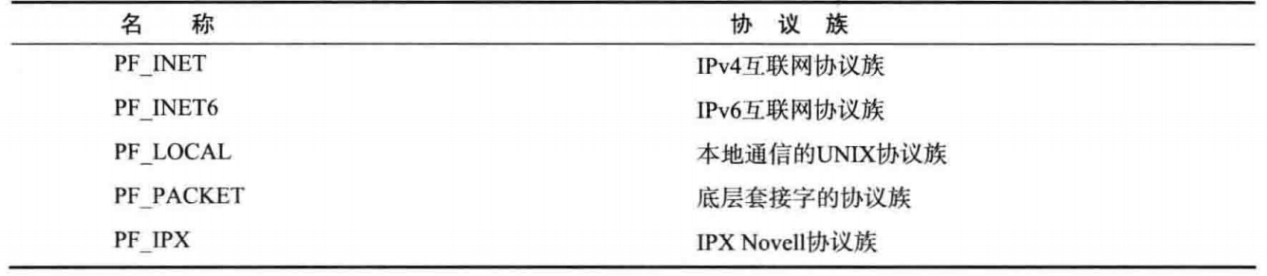 名 称 协 议 族
PF_INET IPv4互联网协议族
PF_INET6 IPv6互联网协议族
PF_LOCAL 本地通信的UNIX协议族
PF_PACKET 底层套接字的协议族
PF_IPX IPX Novell协议族